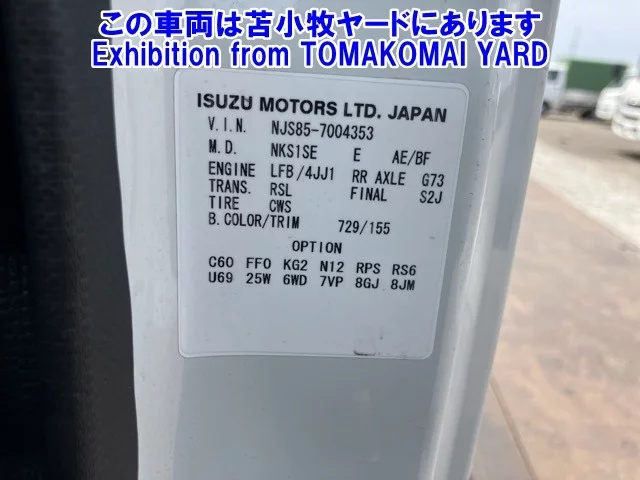 この車両は苫小牧ヤードにあります
Exhibition from TOMAKOMAI YARD
ISUZU MOTORS LTD. JAPAN
V.I.N. NJS85-7004353
M.D. NKS1SE E AE/BF
ENGINE LFB/4JJ1 RR AXLE G73
TRANS. RSL FINAL S2J
TIRE CWS
B.COLOR/TRIM 729/155
OPTION
C60 FF0 KG2 N12 RPS RS6
U69 25W 6WD 7VP 8GJ 8JM